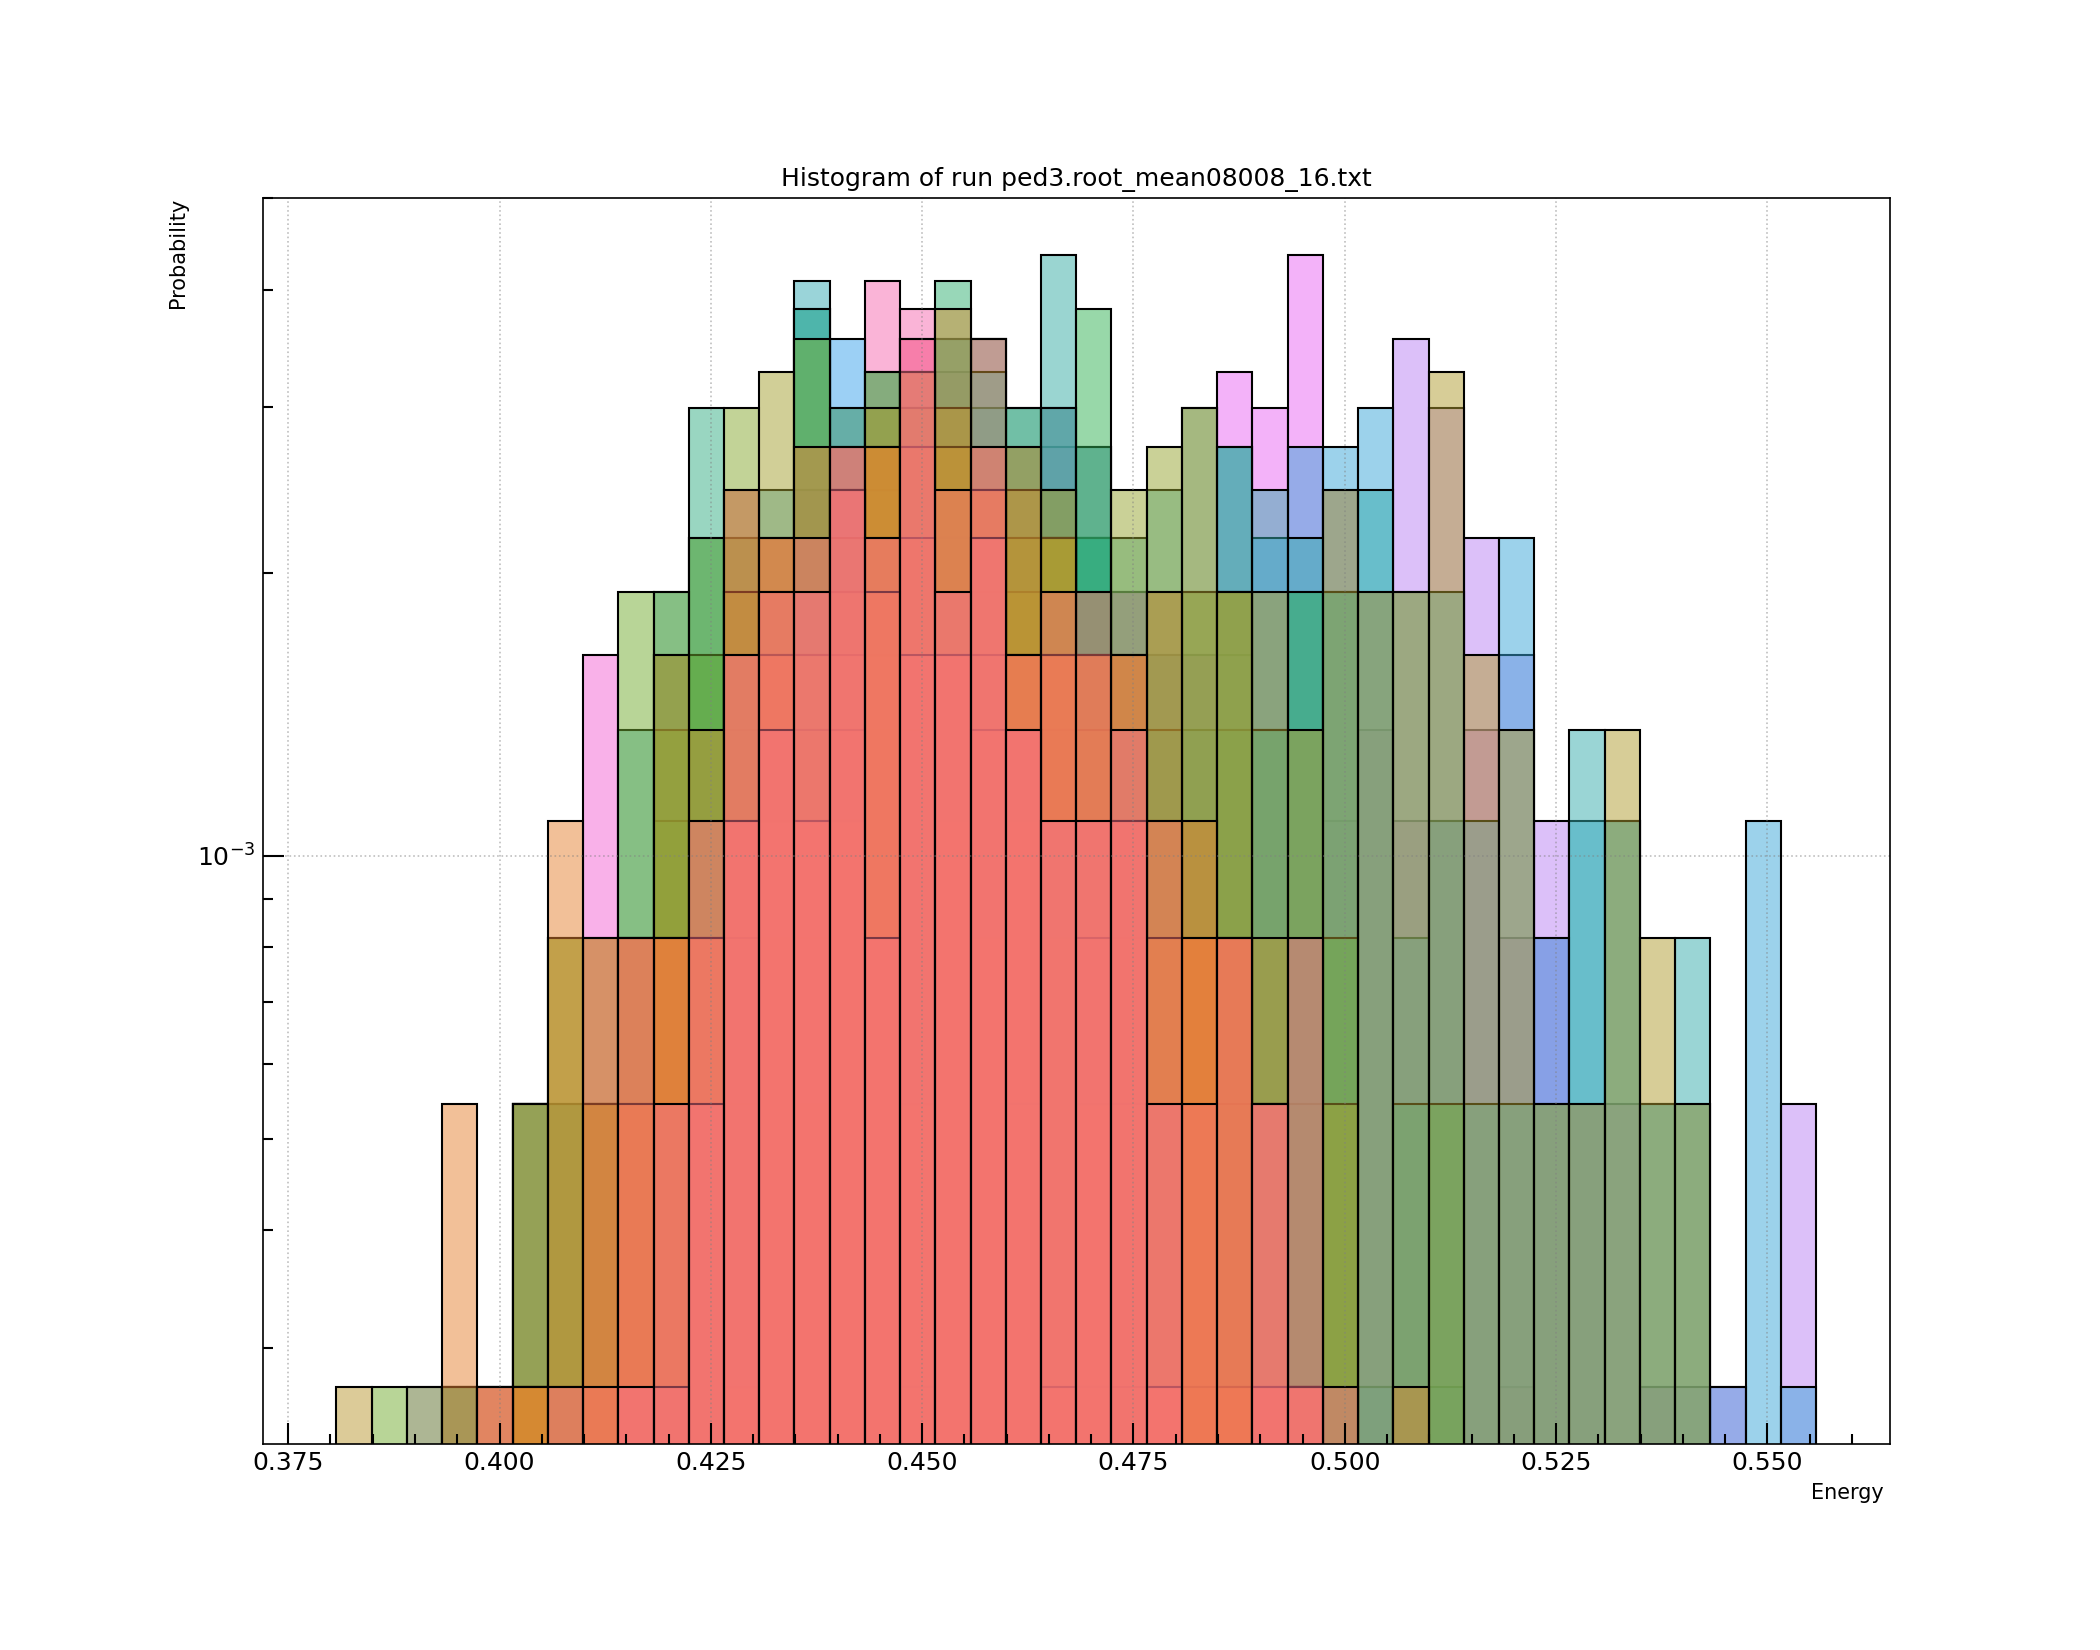 Histogram of run ped3.root_mean08008_16.txt
Probability
10⁻³
0.375 0.400 0.425 0.450 0.475 0.500 0.525 0.550
Energy